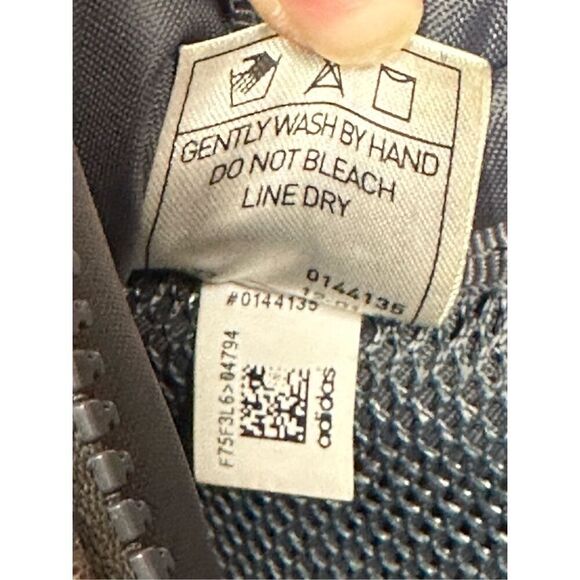 GENTLY WASH BY HAND
DO NOT BLEACH
LINE DRY
0144135
#0144135
F75F3L6>04794
adidas